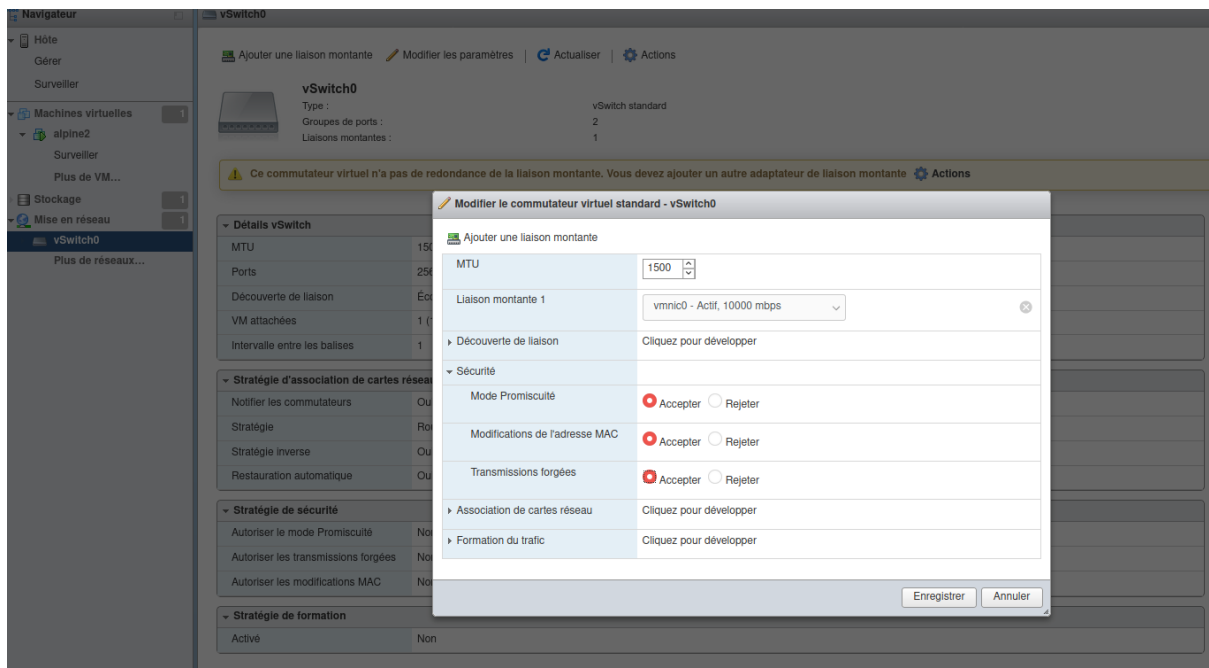 Navigateur
vSwitch0
Hôte
Gérer
Surveiller
Machines virtuelles 1
alpine2
Surveiller
Plus de VM...
Stockage 1
Mise en réseau 1
vSwitch0
Plus de réseaux...
Ajouter une liaison montante Modifier les paramètres | Actualiser | Actions
vSwitch0
Type : vSwitch standard
Groupes de ports : 2
Liaisons montantes : 1
Ce commutateur virtuel n'a pas de redondance de la liaison montante. Vous devez ajouter un autre adaptateur de liaison montante Actions
Détails vSwitch
MTU
Ports
Découverte de liaison
VM attachées
Intervalle entre les balises 1
Stratégie d'association de cartes
Notifier les commutateurs
Stratégie
Stratégie inverse
Restauration automatique
Stratégie de sécurité
Autoriser le mode Promiscuité
Autoriser les transmissions forgées
Autoriser les modifications MAC
Stratégie de formation
Activé Non
Modifier le commutateur virtuel standard - vSwitch0
Ajouter une liaison montante
MTU 1500
Liaison montante 1 vmnic0 - Actif, 10000 mbps
Découverte de liaison Cliquez pour développer
Sécurité
Mode Promiscuité Accepter Rejeter
Modifications de l'adresse MAC Accepter Rejeter
Transmissions forgées Accepter Rejeter
Association de cartes réseau Cliquez pour développer
Formation du trafic Cliquez pour développer
Enregistrer Annuler